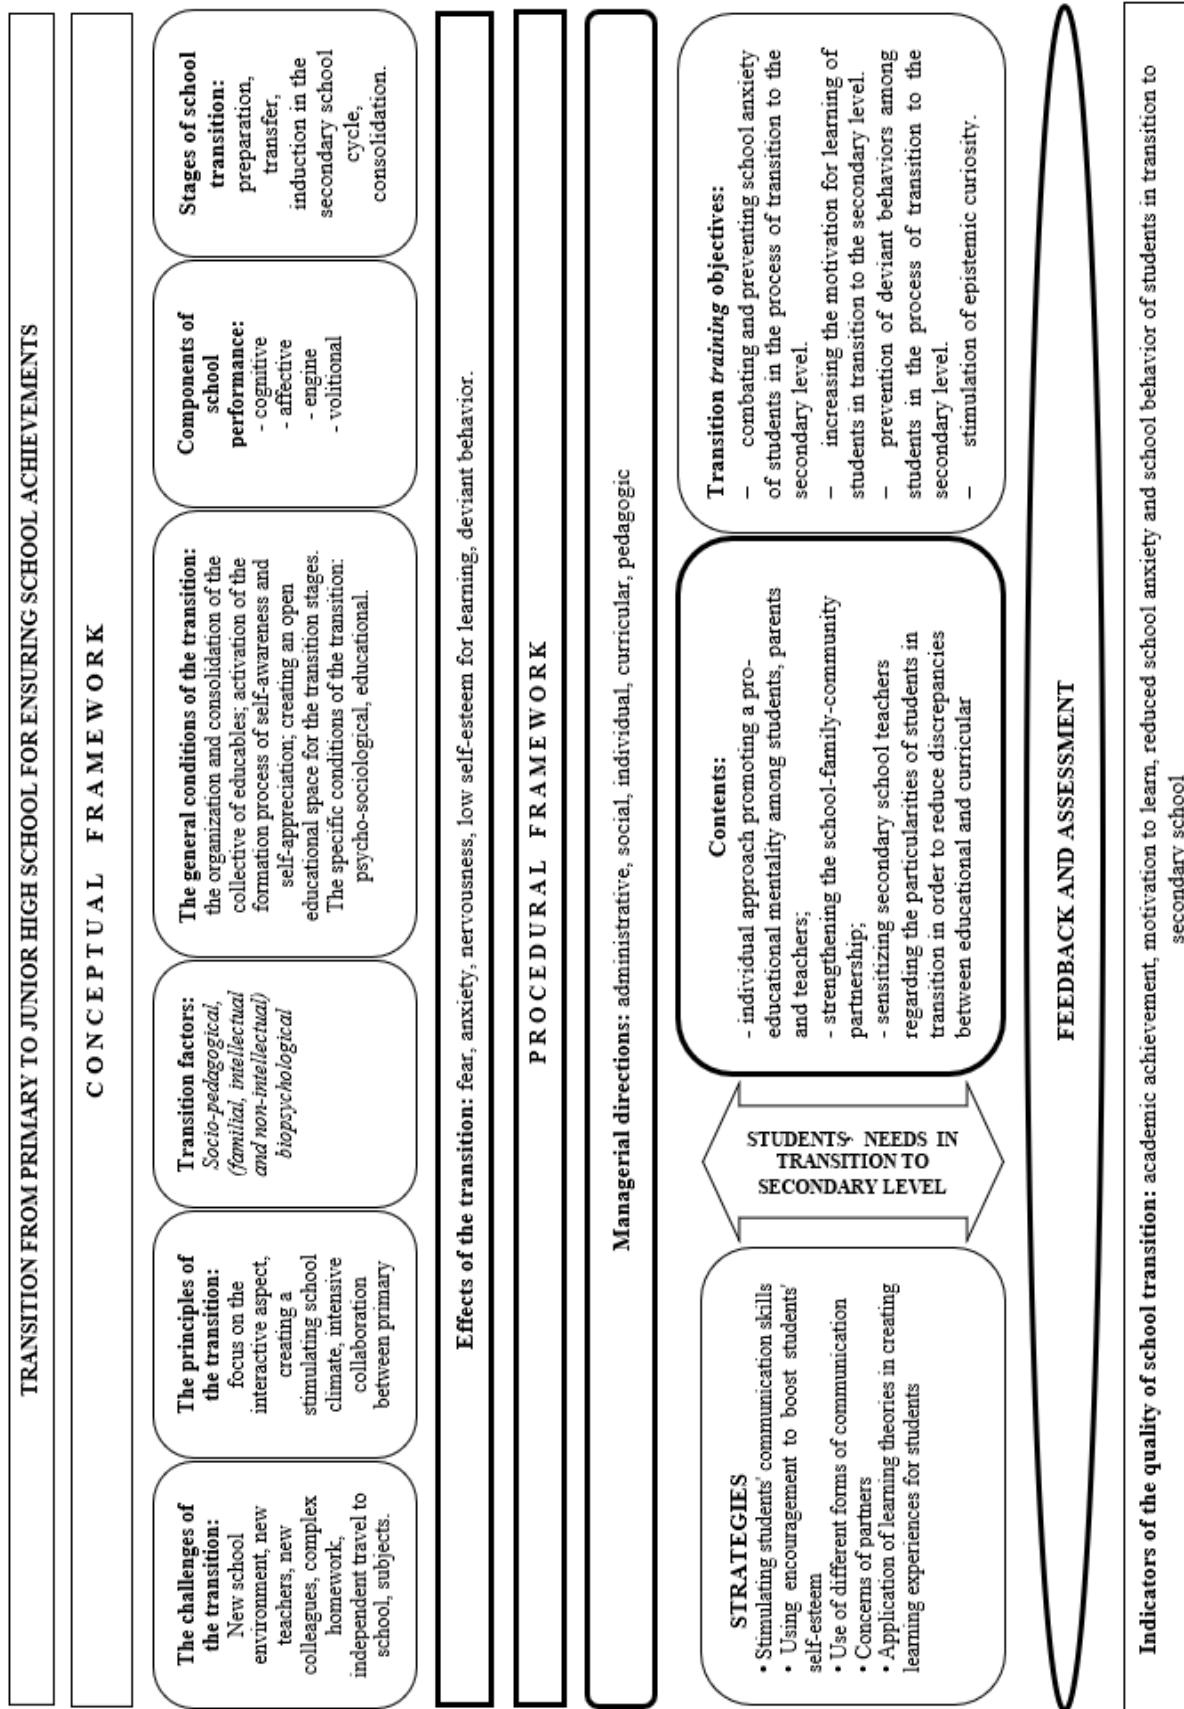 TRANSITION FROM PRIMARY TO JUNIOR HIGH SCHOOL FOR ENSURING SCHOOL ACHIEVEMENTS
CONCEPTUAL FRAMEWORK
The challenges of
the transition:
New school
environment, new
teachers, new
colleagues, complex
homework,
independent travel to
school, subjects.
The principles of
the transition:
focus on the
interactive aspect,
creating a
stimulating school
climate, intensive
collaboration
between primary
Transition factors:
Socio-pedagogical,
(familial, intellectual
and non-intellectual)
biopsychological
The general conditions of the transition:
the organization and consolidation of the
collective of educables; activation of the
formation process of self-awareness and
self-appreciation; creating an open
educational space for the transition stages.
The specific conditions of the transition:
psycho-sociological, educational.
Components of
school
performance:
- cognitive
- affective
- engine
- volitional
Stages of school
transition:
preparation,
transfer,
induction in the
secondary school
cycle,
consolidation.
Effects of the transition: fear, anxiety, nervousness, low self-esteem for learning, deviant behavior.
PROCEDURAL FRAMEWORK
Managerial directions: administrative, social, individual, curricular, pedagogic
STRATEGIES
• Stimulating students' communication skills
• Using encouragement to boost students'
self-esteem
• Use of different forms of communication
• Concerns of partners
• Application of learning theories in creating
learning experiences for students
STUDENTS' NEEDS IN
TRANSITION TO
SECONDARY LEVEL
Contents:
- individual approach promoting a pro-
educational mentality among students, parents
and teachers;
- strengthening the school-family-community
partnership;
- sensitizing secondary school teachers
regarding the particularities of students in
transition in order to reduce discrepancies
between educational and curricular
Transition training objectives:
– combating and preventing school anxiety
of students in the process of transition to the
secondary level.
– increasing the motivation for learning of
students in transition to the secondary level.
– prevention of deviant behaviors among
students in the process of transition to the
secondary level.
– stimulation of epistemic curiosity.
FEEDBACK AND ASSESSMENT
Indicators of the quality of school transition: academic achievement, motivation to learn, reduced school anxiety and school behavior of students in transition to
secondary school